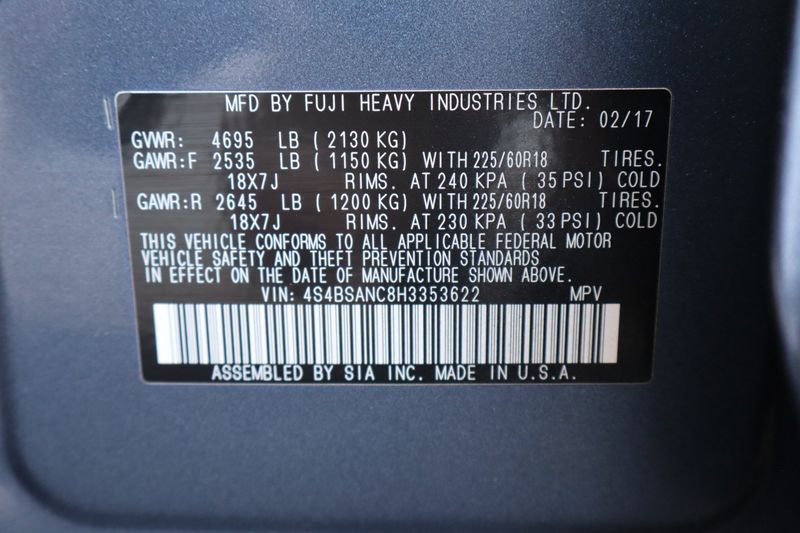 MFD BY FUJI HEAVY INDUSTRIES LTD.
DATE: 02/17
GVWR: 4695 LB ( 2130 KG)
GAWR:F 2535 LB ( 1150 KG) WITH 225/60R18 TIRES.
18X7J RIMS. AT 240 KPA ( 35 PSI) COLD
GAWR:R 2645 LB ( 1200 KG) WITH 225/60R18 TIRES.
18X7J RIMS. AT 230 KPA ( 33 PSI) COLD
THIS VEHICLE CONFORMS TO ALL APPLICABLE FEDERAL MOTOR
VEHICLE SAFETY AND THEFT PREVENTION STANDARDS
IN EFFECT ON THE DATE OF MANUFACTURE SHOWN ABOVE.
VIN: 4S4BSANC8H3353622 MPV
ASSEMBLED BY SIA INC. MADE IN U.S.A.